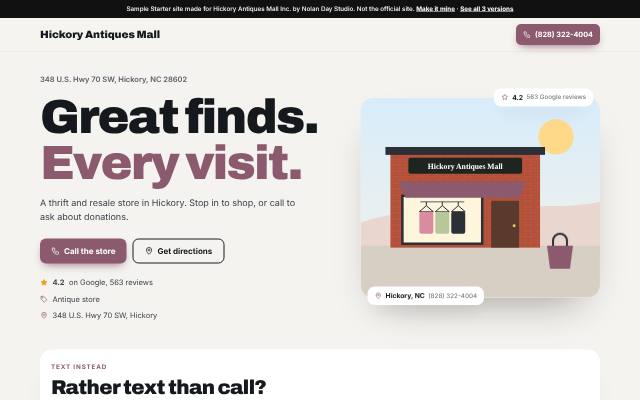 Sample Starter site made for Hickory Antiques Mall Inc. by Nolan Day Studio. Not the official site. Make it mine · See all 3 versions
Hickory Antiques Mall
(828) 322-4004
348 U.S. Hwy 70 SW, Hickory, NC 28602
Great finds.
Every visit.
A thrift and resale store in Hickory. Stop in to shop, or call to
ask about donations.
Call the store
Get directions
4.2 on Google, 563 reviews
Antique store
348 U.S. Hwy 70 SW, Hickory
4.2 563 Google reviews
Hickory Antiques Mall
Hickory, NC (828) 322-4004
TEXT INSTEAD
Rather text than call?